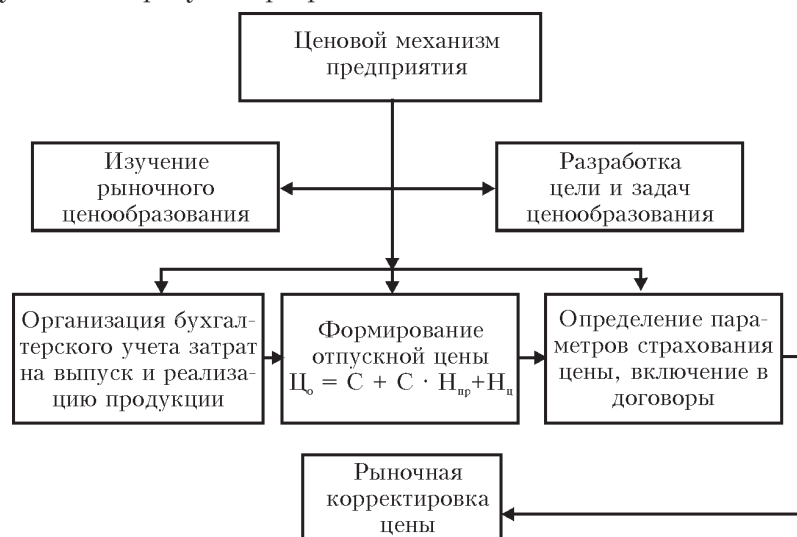 Ценовой механизм
предприятия
Изучение
рыночного
ценообразования
Разработка
цели и задач
ценообразования
Организация бухгал-
терского учета затрат
на выпуск и реализа-
цию продукции
Формирование
отпускной цены
Цо = С + С · Нпр+Нц
Определение пара-
метров страхования
цены, включение в
договоры
Рыночная
корректировка
цены